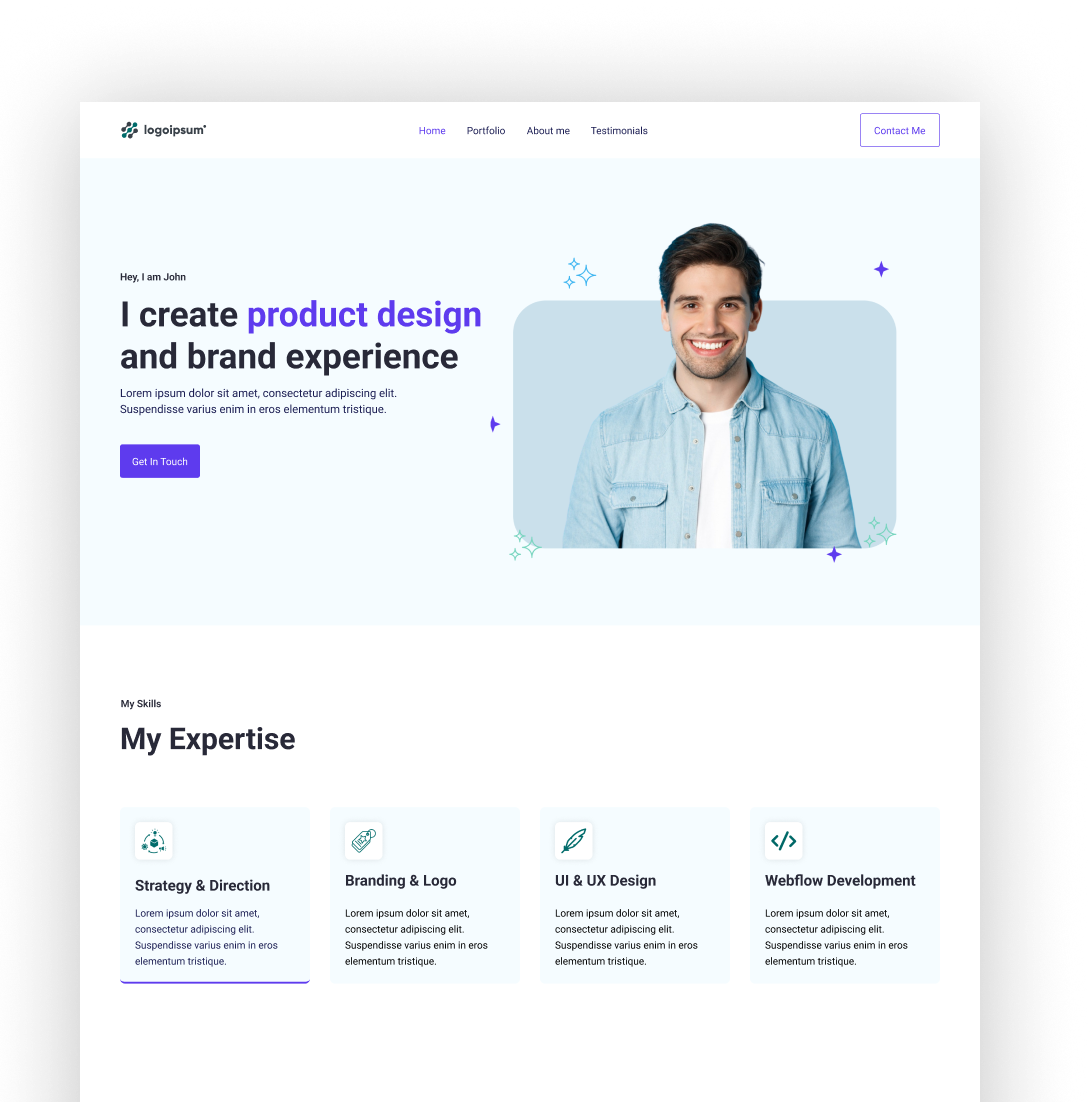 logoipsum
Home Portfolio About me Testimonials
Contact Me
Hey, I am John
I create product design
and brand experience
Lorem ipsum dolor sit amet, consectetur adipiscing elit.
Suspendisse varius enim in eros elementum tristique.
Get In Touch
My Skills
My Expertise
Strategy & Direction
Lorem ipsum dolor sit amet,
consectetur adipiscing elit.
Suspendisse varius enim in eros
elementum tristique.
Branding & Logo
Lorem ipsum dolor sit amet,
consectetur adipiscing elit.
Suspendisse varius enim in eros
elementum tristique.
UI & UX Design
Lorem ipsum dolor sit amet,
consectetur adipiscing elit.
Suspendisse varius enim in eros
elementum tristique.
Webflow Development
Lorem ipsum dolor sit amet,
consectetur adipiscing elit.
Suspendisse varius enim in eros
elementum tristique.